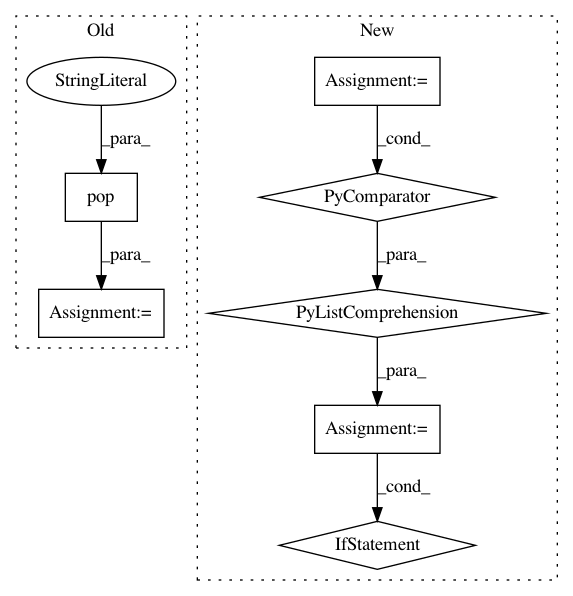 Old
StringLiteral
_para_
pop
_para_
Assignment:=
New
Assignment:=
_cond_
PyComparator
_para_
PyListComprehension
_para_
Assignment:=
_cond_
IfStatement